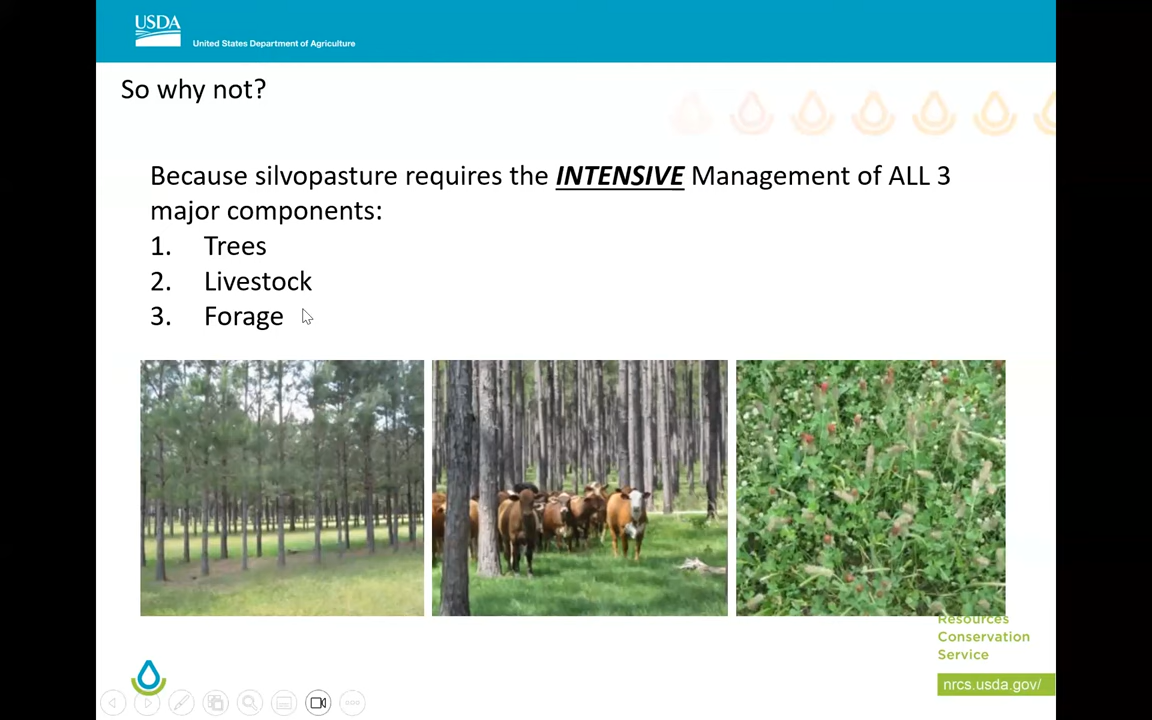 USDA
United States Department of Agriculture
So why not?
Because silvopasture requires the INTENSIVE Management of ALL 3
major components:
1. Trees
2. Livestock
3. Forage
Resources
Conservation
Service
nrcs.usda.gov/